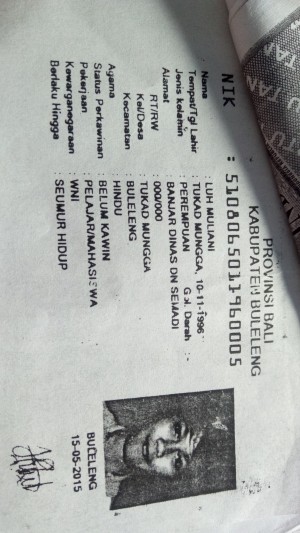 PROVINSI BALI
KABUPATEN BULELENG
NIK : 5108065011960005
Nama : LUH MULIANI
Tempat/Tgl Lahir : TUKAD MUNGGA, 10-11-1996
Jenis kelamin : PEREMPUAN Gol. Darah : -
Alamat : BANJAR DINAS DN SEMADI
RT/RW : 000/000
Kel/Desa : TUKAD MUNGGA
Kecamatan : BULELENG
Agama : HINDU
Status Perkawinan : BELUM KAWIN
Pekerjaan : PELAJAR/MAHASISWA
Kewarganegaraan : WNI
Berlaku Hingga : SEUMUR HIDUP
BULELENG
15-05-2015